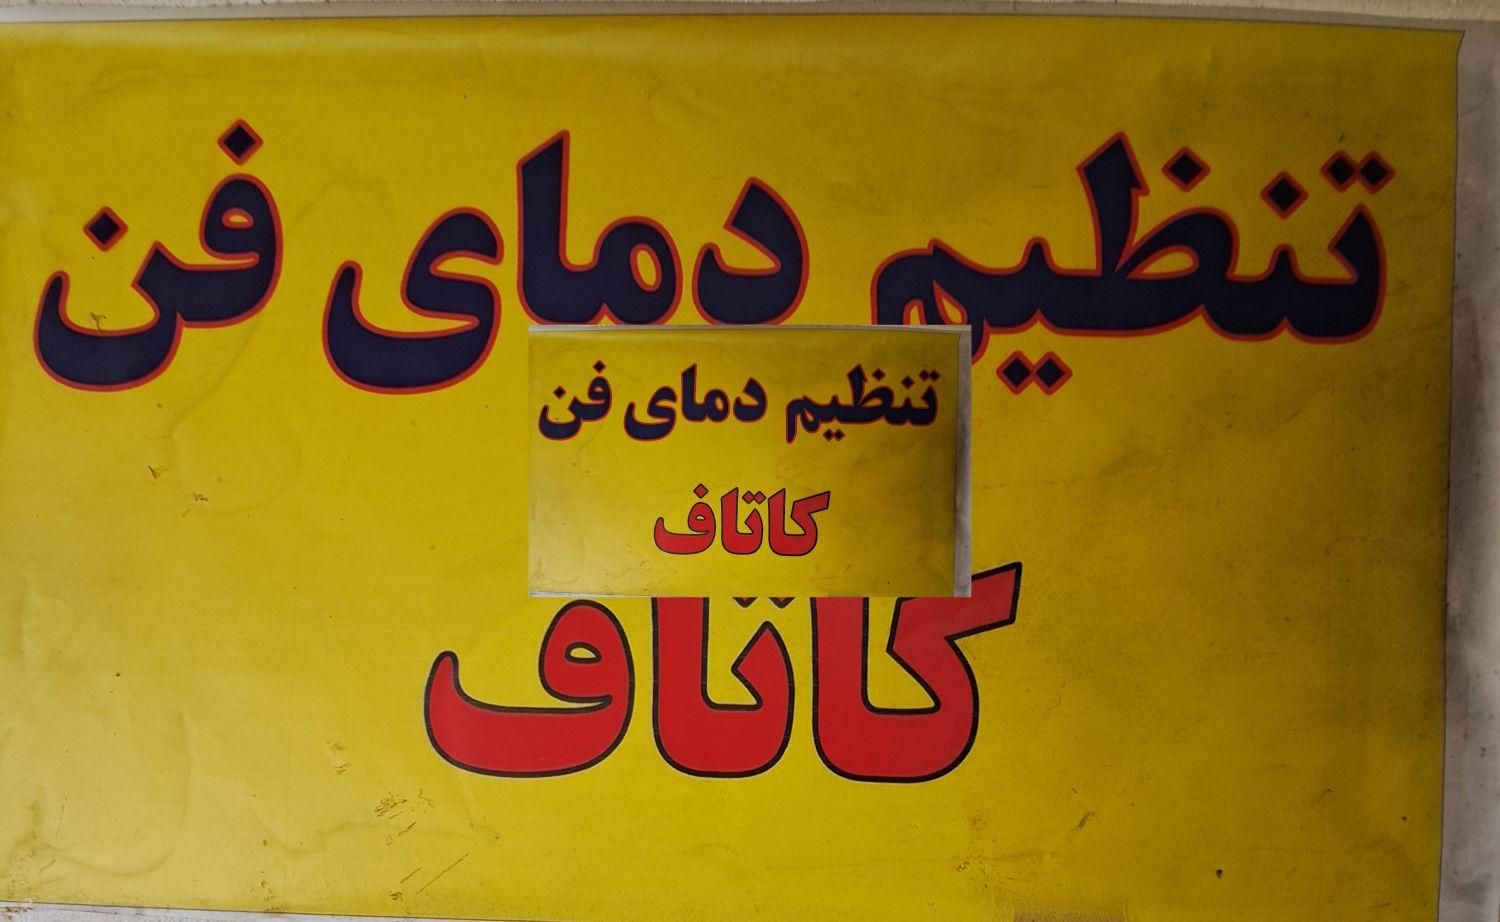 تنظیم دمای فن
تنظیم دمای فن
کاتاف
کاتاف